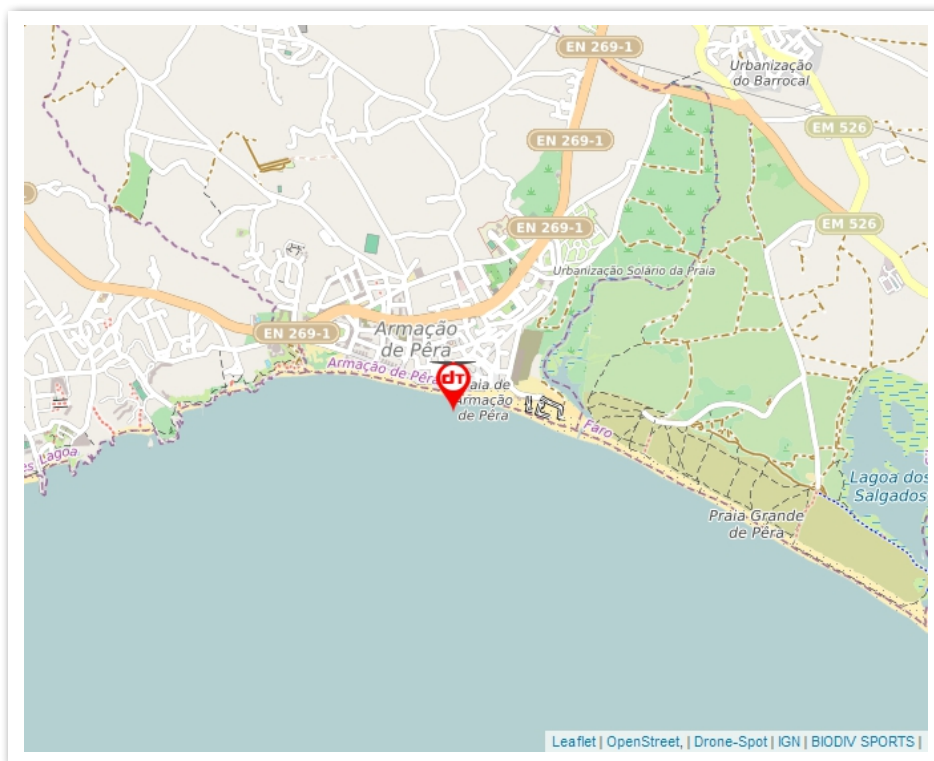 EN 269-1
Urbanização
do Barrocal
EM 526
EN 269-1
EM 526
EN 269-1
Urbanização Solário da Praia
EN 269-1
Armação
de Pêra
Armação de Pêra
dT
Praia de
Armação
de Pêra
Faro
es Lagoa
Lagoa dos
Salgados
Praia Grande
de Pêra
Leaflet | OpenStreet, | Drone-Spot | IGN | BIODIV SPORTS |